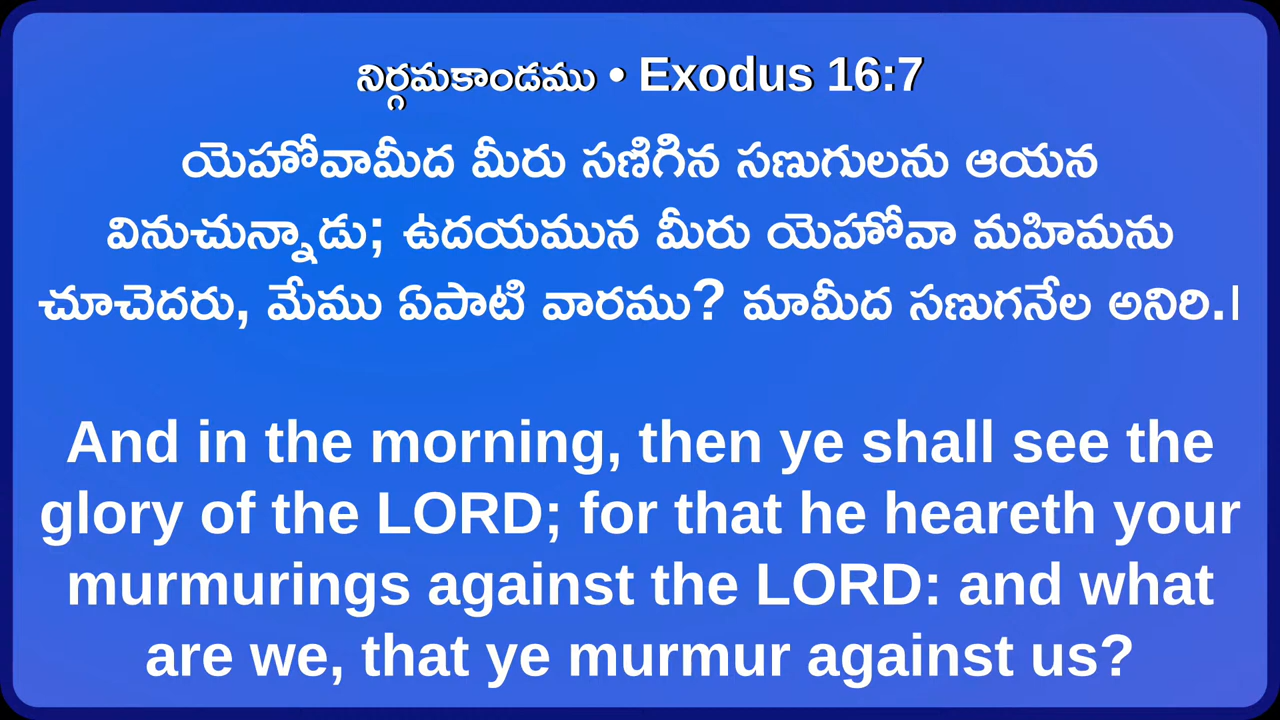 నిర్గమకాండము • Exodus 16:7
యెహోవామీద మీరు సణిగిన సణుగులను ఆయన
వినుచున్నాడు; ఉదయమున మీరు యెహోవా మహిమను
చూచెదరు, మేము ఏపాటి వారము? మామీద సణుగనేల అనిరి.।
And in the morning, then ye shall see the
glory of the LORD; for that he heareth your
murmurings against the LORD: and what
are we, that ye murmur against us?